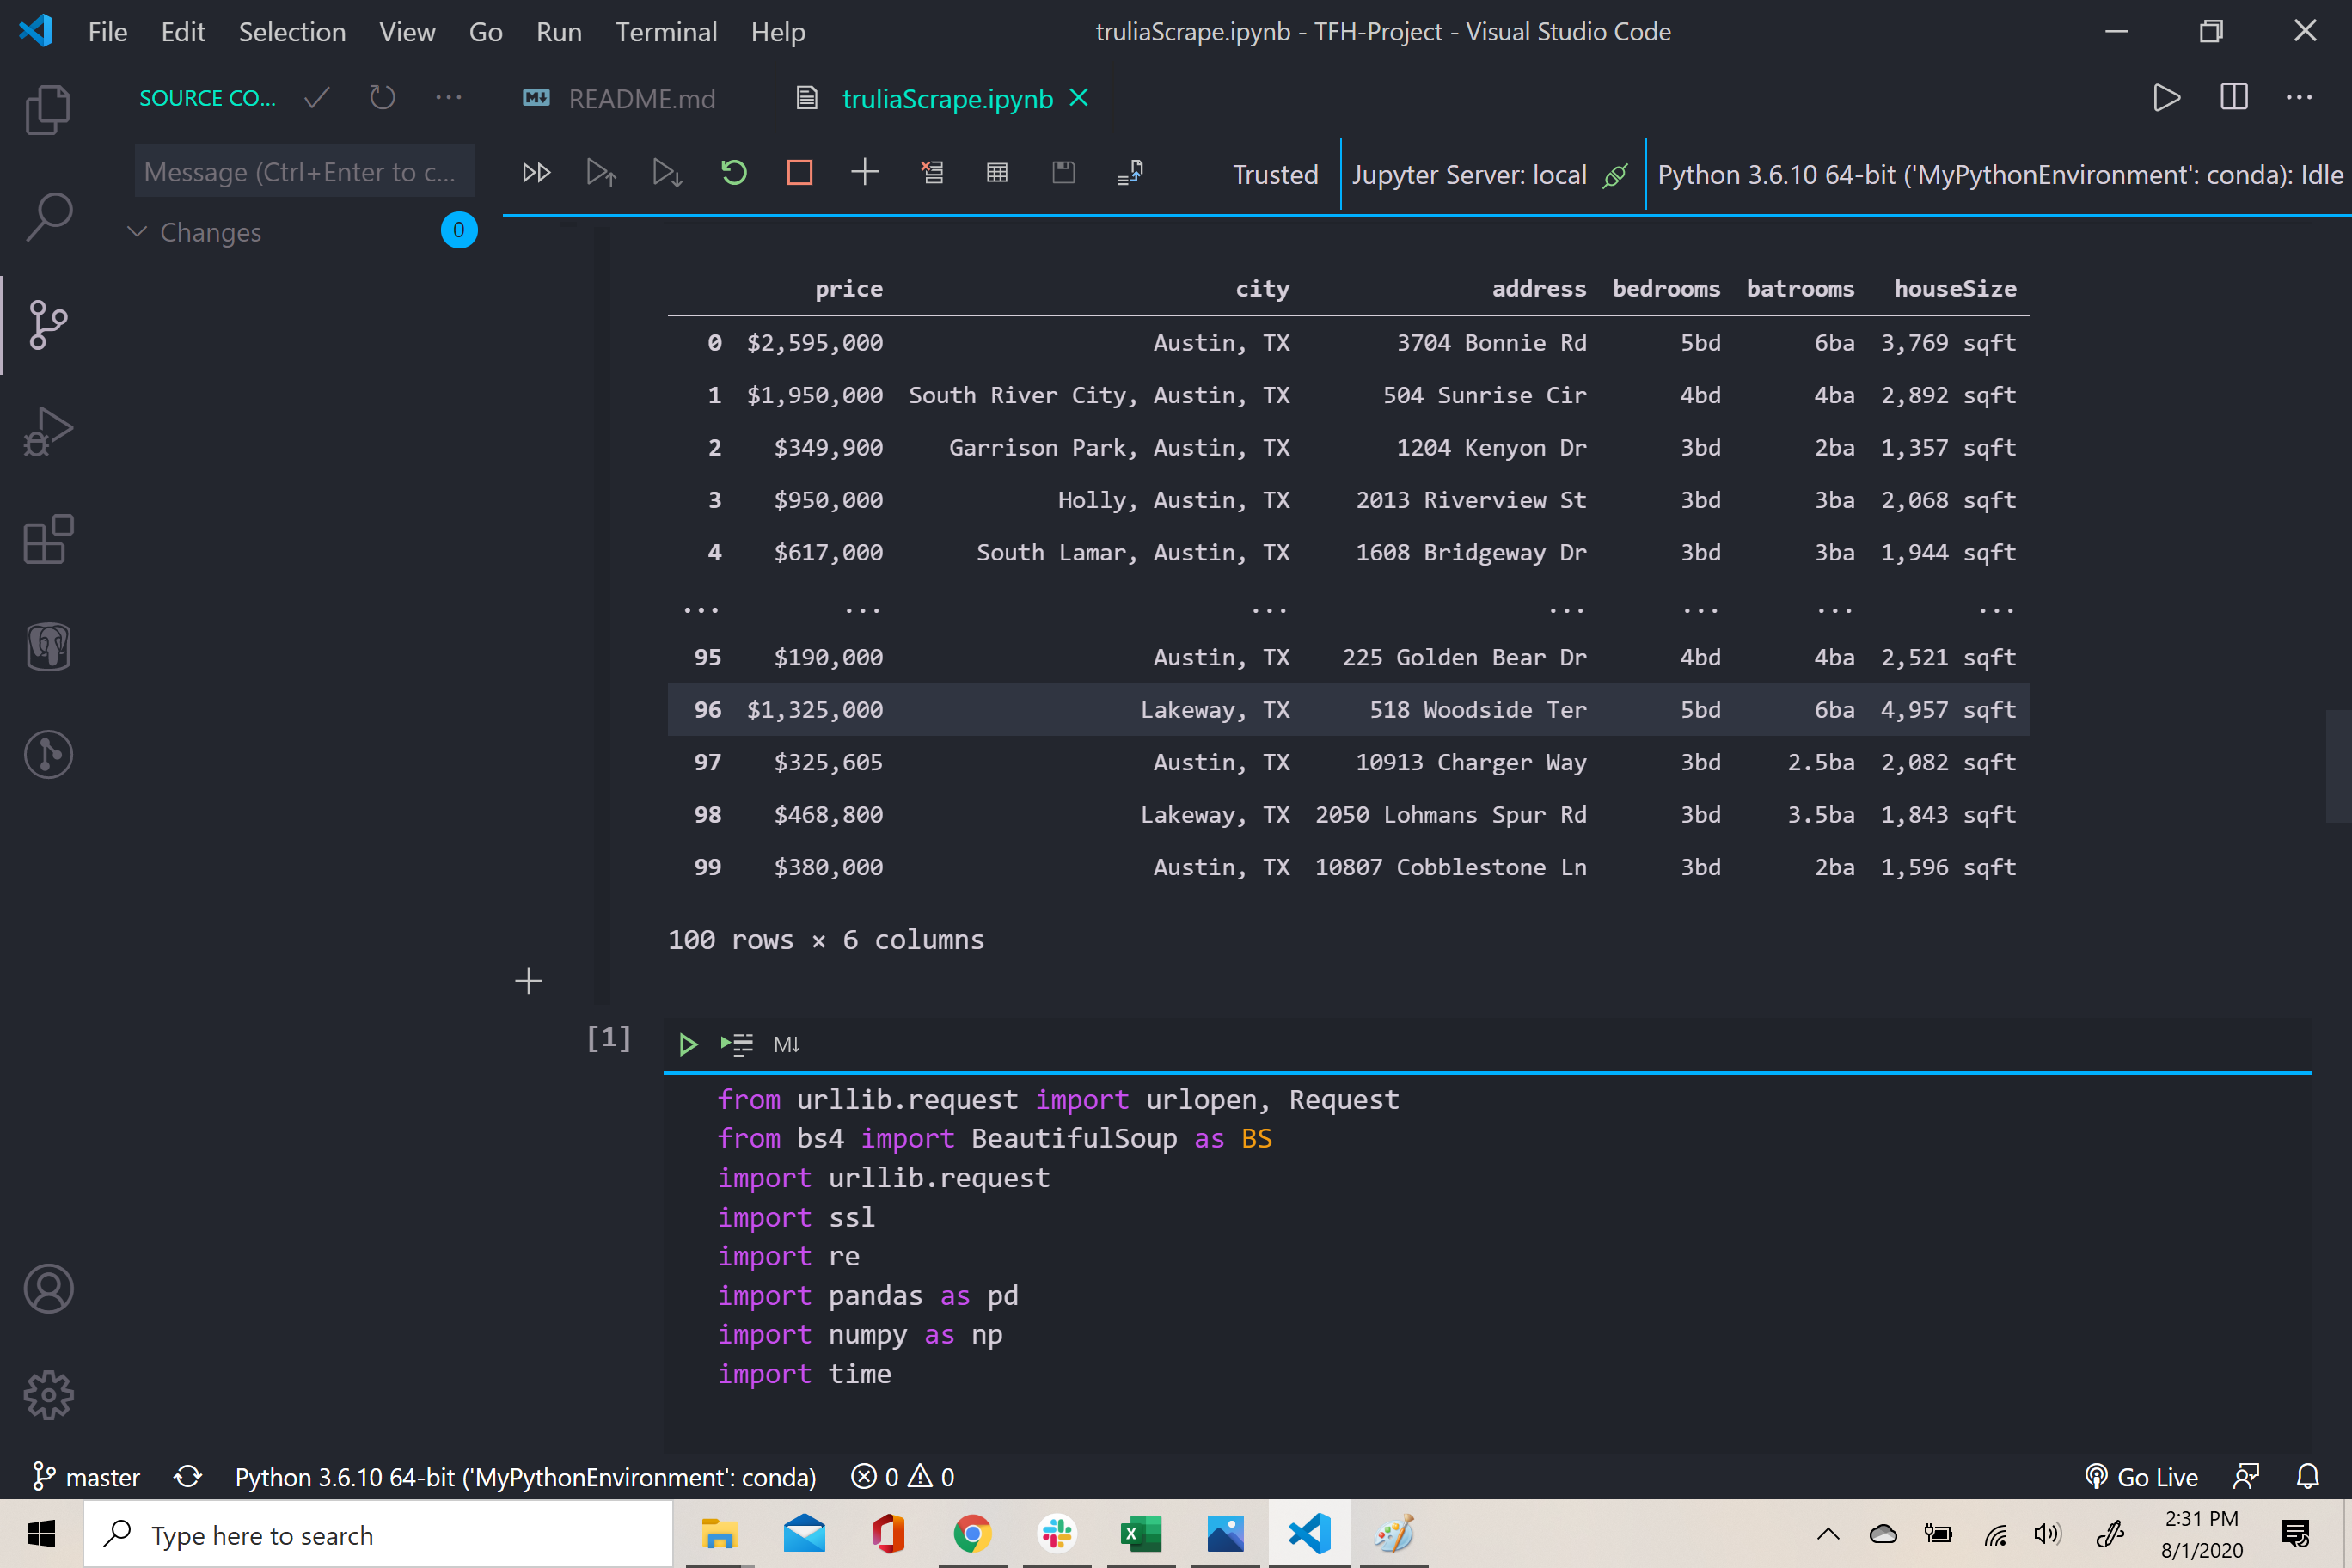 File Edit Selection View Go Run Terminal Help truliaScrape.ipynb - TFH-Project - Visual Studio Code
SOURCE CO... README.md truliaScrape.ipynb
Message (Ctrl+Enter to c... Trusted Jupyter Server: local Python 3.6.10 64-bit ('MyPythonEnvironment': conda): Idle
Changes 0
price city address bedrooms batrooms houseSize
0 $2,595,000 Austin, TX 3704 Bonnie Rd 5bd 6ba 3,769 sqft
1 $1,950,000 South River City, Austin, TX 504 Sunrise Cir 4bd 4ba 2,892 sqft
2 $349,900 Garrison Park, Austin, TX 1204 Kenyon Dr 3bd 2ba 1,357 sqft
3 $950,000 Holly, Austin, TX 2013 Riverview St 3bd 3ba 2,068 sqft
4 $617,000 South Lamar, Austin, TX 1608 Bridgeway Dr 3bd 3ba 1,944 sqft
... ... ... ... ... ... ...
95 $190,000 Austin, TX 225 Golden Bear Dr 4bd 4ba 2,521 sqft
96 $1,325,000 Lakeway, TX 518 Woodside Ter 5bd 6ba 4,957 sqft
97 $325,605 Austin, TX 10913 Charger Way 3bd 2.5ba 2,082 sqft
98 $468,800 Lakeway, TX 2050 Lohmans Spur Rd 3bd 3.5ba 1,843 sqft
99 $380,000 Austin, TX 10807 Cobblestone Ln 3bd 2ba 1,596 sqft
100 rows × 6 columns
[1] M↓
from urllib.request import urlopen, Request
from bs4 import BeautifulSoup as BS
import urllib.request
import ssl
import re
import pandas as pd
import numpy as np
import time
master Python 3.6.10 64-bit ('MyPythonEnvironment': conda) 0 0 Go Live
Type here to search
2:31 PM
8/1/2020